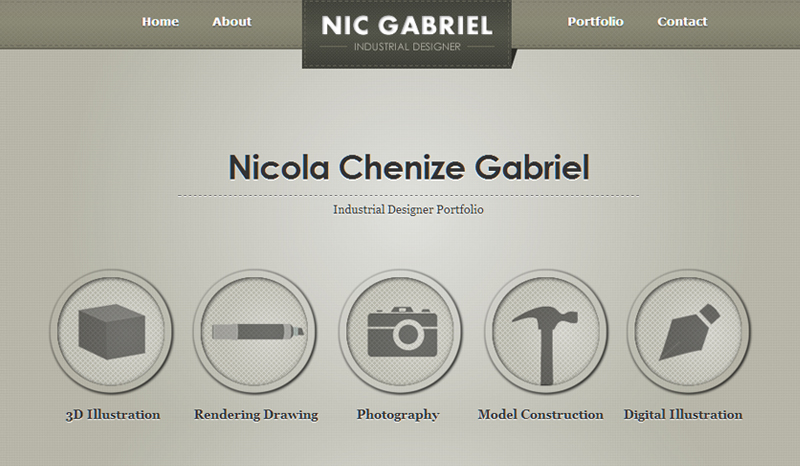 Home About
NIC GABRIEL
INDUSTRIAL DESIGNER
Portfolio Contact
Nicola Chenize Gabriel
Industrial Designer Portfolio
3D Illustration
Rendering Drawing
Photography
Model Construction
Digital Illustration